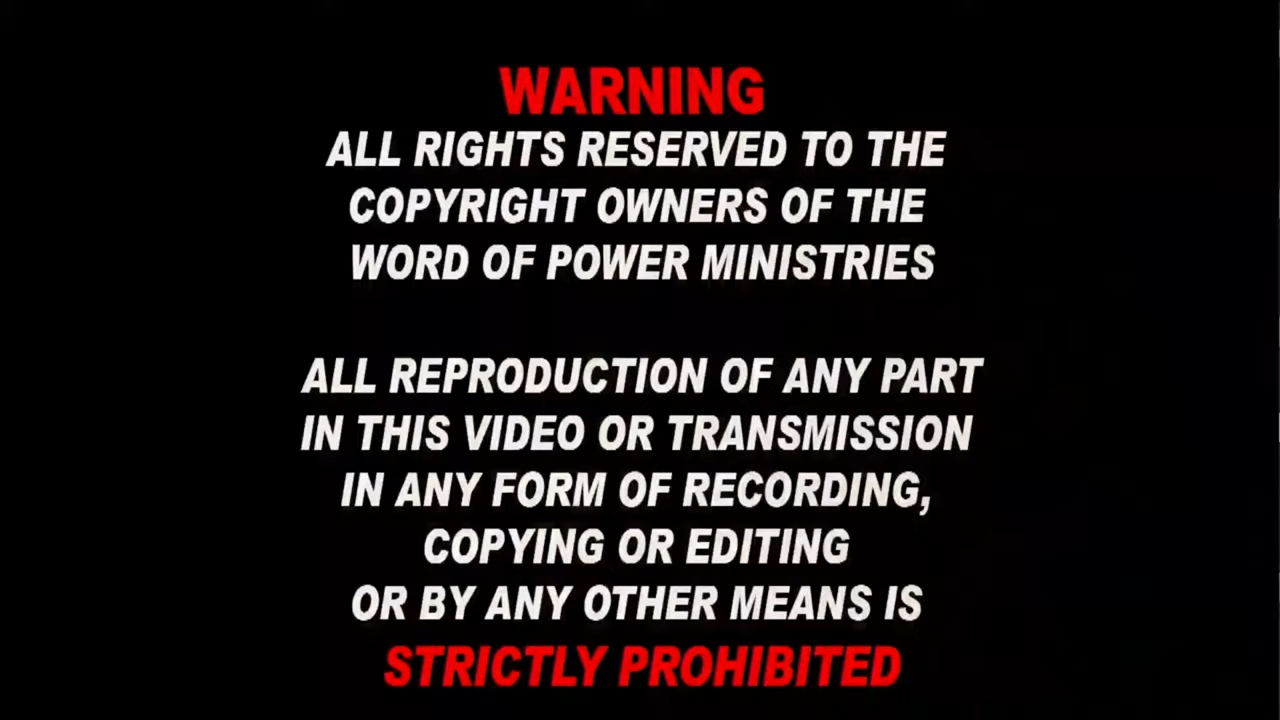 WARNING
ALL RIGHTS RESERVED TO THE
COPYRIGHT OWNERS OF THE
WORD OF POWER MINISTRIES
ALL REPRODUCTION OF ANY PART
IN THIS VIDEO OR TRANSMISSION
IN ANY FORM OF RECORDING,
COPYING OR EDITING
OR BY ANY OTHER MEANS IS
STRICTLY PROHIBITED